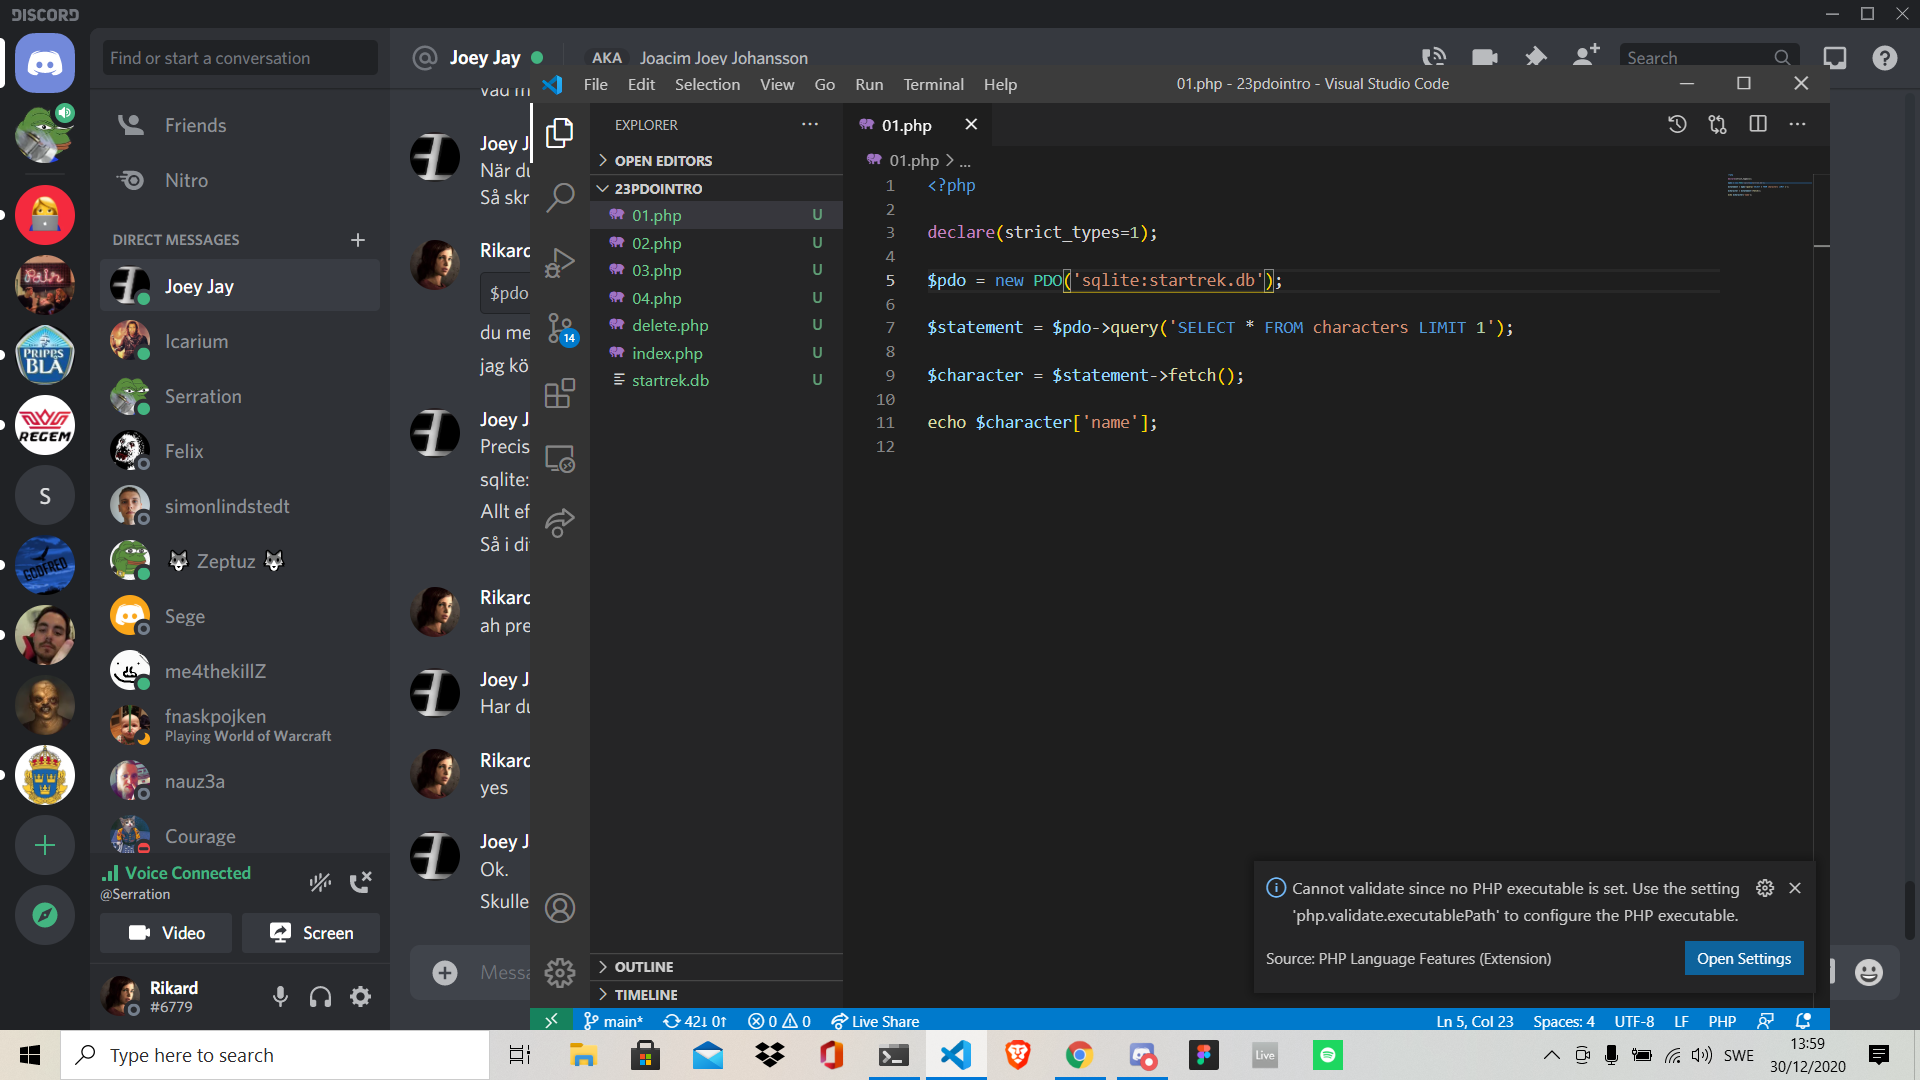 DISCORD
Find or start a conversation
Friends
Nitro
DIRECT MESSAGES
Joey Jay
Icarium
Serration
Felix
simonlindstedt
Zeptuz
Sege
me4thekillZ
fnaskpojken
Playing World of Warcraft
nauz3a
Courage
Voice Connected
@Serration
Video
Screen
Rikard
#6779
PRIPPS
BLÅ
REGEM
S
GODFRED
@ Joey Jay
AKA Joacim Joey Johansson
Search
Joey J
När du
Så skr
Rikard
$pdo
du me
jag kö
Joey J
Precis
sqlite:
Allt ef
Så i di
Rikard
ah pre
Joey J
Har du
Rikard
yes
Joey J
Ok.
Skulle
Messa
File Edit Selection View Go Run Terminal Help
01.php - 23pdointro - Visual Studio Code
EXPLORER
OPEN EDITORS
23PDOINTRO
01.php U
02.php U
03.php U
04.php U
delete.php U
index.php U
startrek.db U
14
OUTLINE
TIMELINE
01.php
01.php > ...
1 <?php
2
3 declare(strict_types=1);
4
5 $pdo = new PDO('sqlite:startrek.db');
6
7 $statement = $pdo->query('SELECT * FROM characters LIMIT 1');
8
9 $character = $statement->fetch();
10
11 echo $character['name'];
12
Cannot validate since no PHP executable is set. Use the setting
'php.validate.executablePath' to configure the PHP executable.
Source: PHP Language Features (Extension)
Open Settings
main* 42↓ 0↑ 0 0 Live Share
Ln 5, Col 23 Spaces: 4 UTF-8 LF PHP
Type here to search
Live
SWE
13:59
30/12/2020